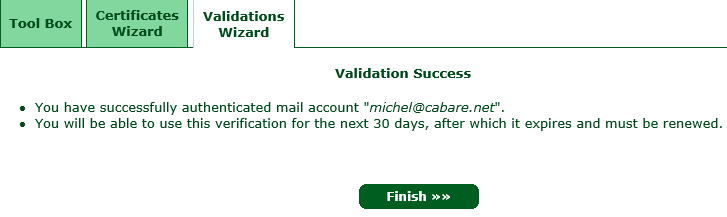 Tool Box
Certificates
Wizard
Validations
Wizard
Validation Success
• You have successfully authenticated mail account "michel@cabare.net".
• You will be able to use this verification for the next 30 days, after which it expires and must be renewed.
Finish »»